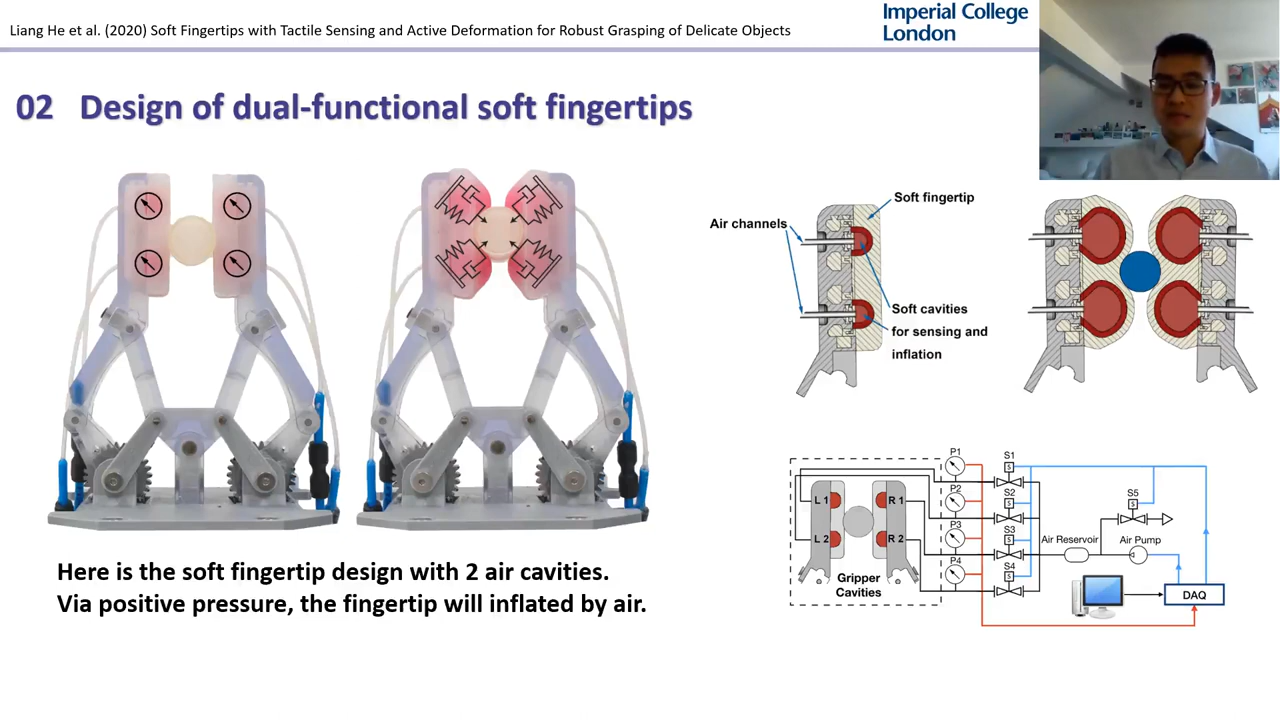 Liang He et al. (2020) Soft Fingertips with Tactile Sensing and Active Deformation for Robust Grasping of Delicate Objects
Imperial College
London
02 Design of dual-functional soft fingertips
Soft fingertip
Air channels
Soft cavities
for sensing and
inflation
P1
S1
P2
S2
P3
S3
P4
S4
S5
L 1
R 1
L 2
R 2
Gripper
Cavities
Air Reservoir
Air Pump
DAQ
S
S
S
S
S
Here is the soft fingertip design with 2 air cavities.
Via positive pressure, the fingertip will inflated by air.